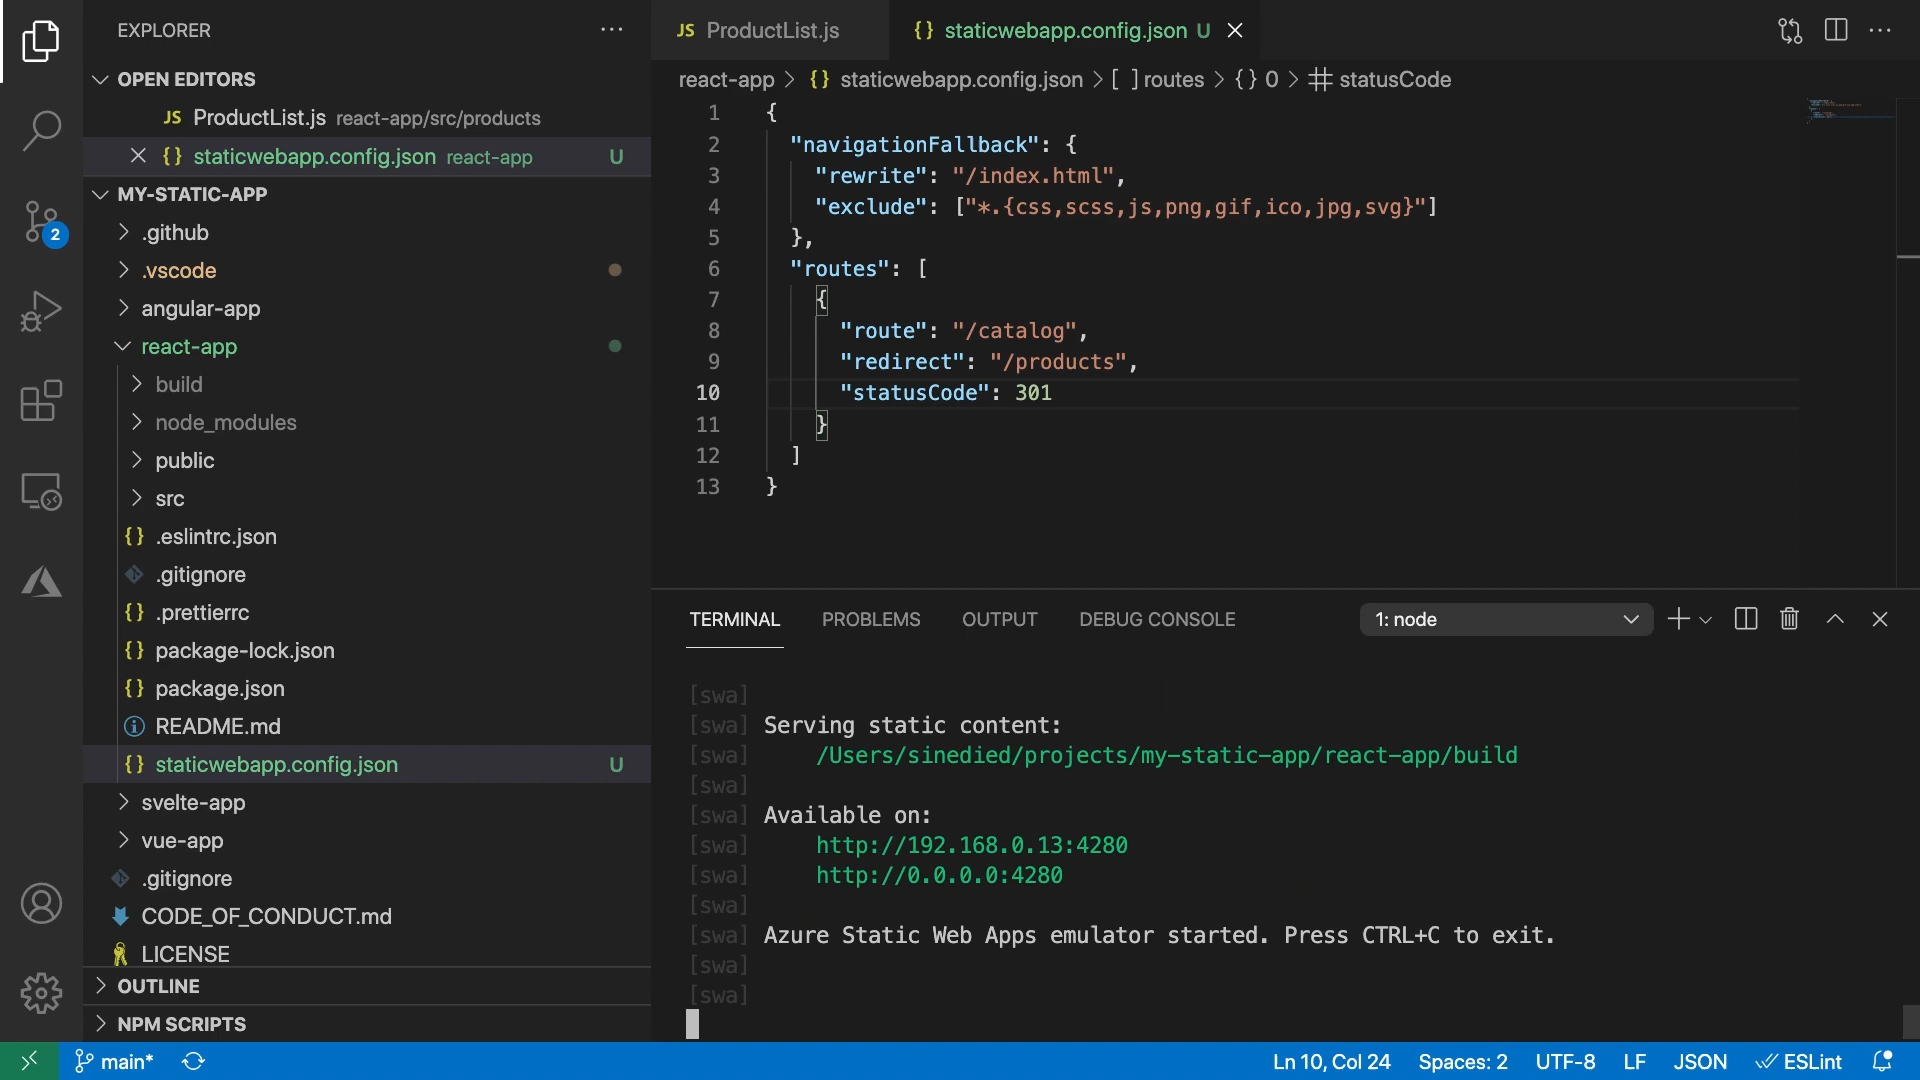 EXPLORER
OPEN EDITORS
JS ProductList.js react-app/src/products
{} staticwebapp.config.json react-app U
MY-STATIC-APP
.github
.vscode
angular-app
react-app
build
node_modules
public
src
{} .eslintrc.json
.gitignore
{} .prettierrc
{} package-lock.json
{} package.json
README.md
{} staticwebapp.config.json U
svelte-app
vue-app
.gitignore
CODE_OF_CONDUCT.md
LICENSE
OUTLINE
NPM SCRIPTS
2
JS ProductList.js
{} staticwebapp.config.json U
react-app > {} staticwebapp.config.json > [ ] routes > {} 0 > # statusCode
1 {
2 "navigationFallback": {
3 "rewrite": "/index.html",
4 "exclude": ["*.{css,scss,js,png,gif,ico,jpg,svg}"]
5 },
6 "routes": [
7 {
8 "route": "/catalog",
9 "redirect": "/products",
10 "statusCode": 301
11 }
12 ]
13 }
TERMINAL PROBLEMS OUTPUT DEBUG CONSOLE 1: node
[swa]
[swa] Serving static content:
[swa] /Users/sinedied/projects/my-static-app/react-app/build
[swa]
[swa] Available on:
[swa] http://192.168.0.13:4280
[swa] http://0.0.0.0:4280
[swa]
[swa] Azure Static Web Apps emulator started. Press CTRL+C to exit.
[swa]
[swa]
main* Ln 10, Col 24 Spaces: 2 UTF-8 LF JSON ESLint